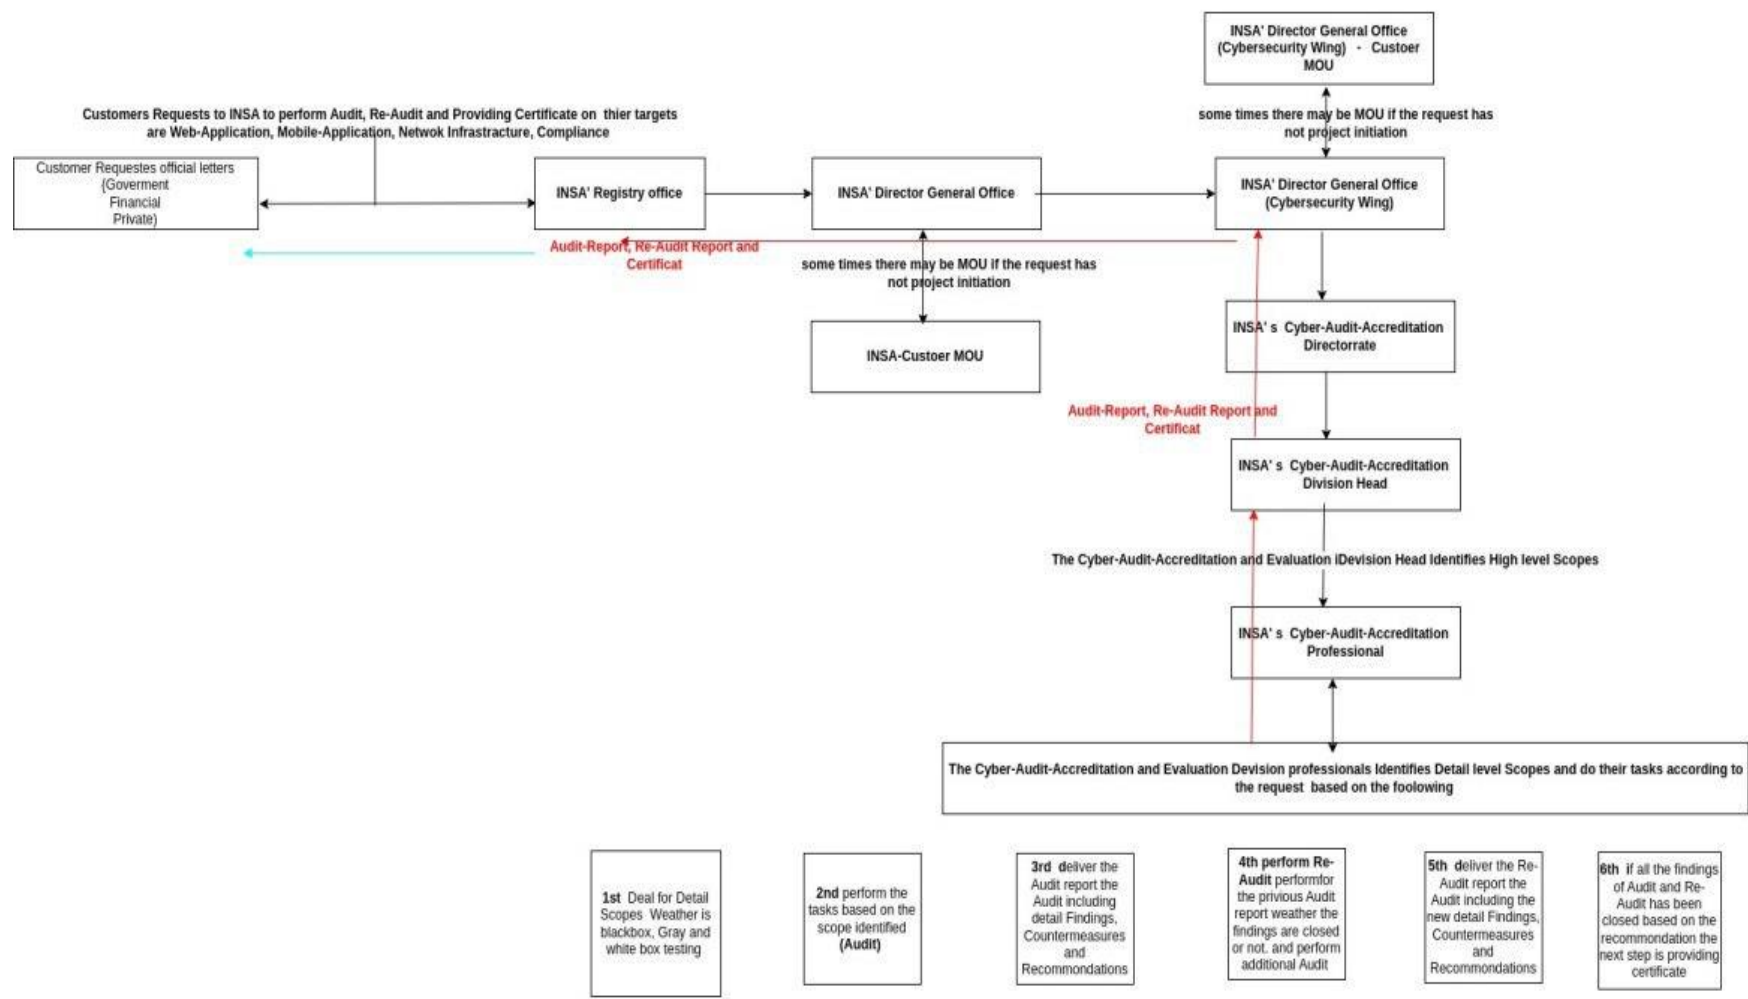 INSA' Director General Office
(Cybersecurity Wing) - Custoer
MOU
Customers Requests to INSA to perform Audit, Re-Audit and Providing Certificate on thier targets
are Web-Application, Mobile-Application, Netwok Infrastracture, Compliance
some times there may be MOU if the request has
not project initiation
Customer Requestes official letters
{Goverment
Financial
Private}
INSA' Registry office
INSA' Director General Office
INSA' Director General Office
(Cybersecurity Wing)
Audit-Report, Re-Audit Report and
Certificat
some times there may be MOU if the request has
not project initiation
INSA-Custoer MOU
INSA' s Cyber-Audit-Accreditation
Directorrate
Audit-Report, Re-Audit Report and
Certificat
INSA' s Cyber-Audit-Accreditation
Division Head
The Cyber-Audit-Accreditation and Evaluation iDevision Head Identifies High level Scopes
INSA' s Cyber-Audit-Accreditation
Professional
The Cyber-Audit-Accreditation and Evaluation Devision professionals Identifies Detail level Scopes and do their tasks according to
the request based on the foolowing
1st Deal for Detail
Scopes Weather is
blackbox, Gray and
white box testing
2nd perform the
tasks based on the
scope identified
(Audit)
3rd deliver the
Audit report the
Audit including
detail Findings,
Countermeasures
and
Recommondations
4th perform Re-
Audit performfor
the privious Audit
report weather the
findings are closed
or not. and perform
additional Audit
5th deliver the Re-
Audit report the
Audit including the
new detail Findings,
Countermeasures
and
Recommondations
6th if all the findings
of Audit and Re-
Audit has been
closed based on the
recommondation the
next step is providing
certificate